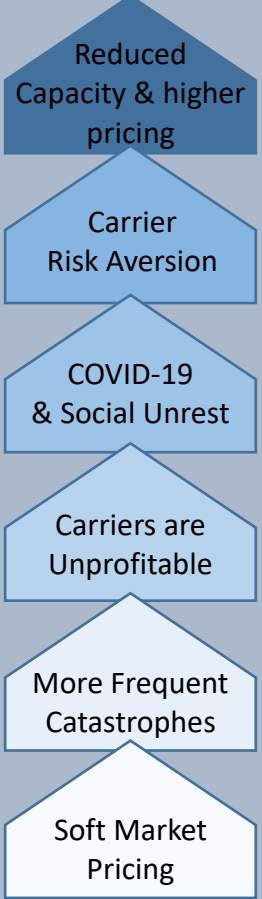 Reduced
Capacity & higher
pricing
Carrier
Risk Aversion
COVID-19
& Social Unrest
Carriers are
Unprofitable
More Frequent
Catastrophes
Soft Market
Pricing